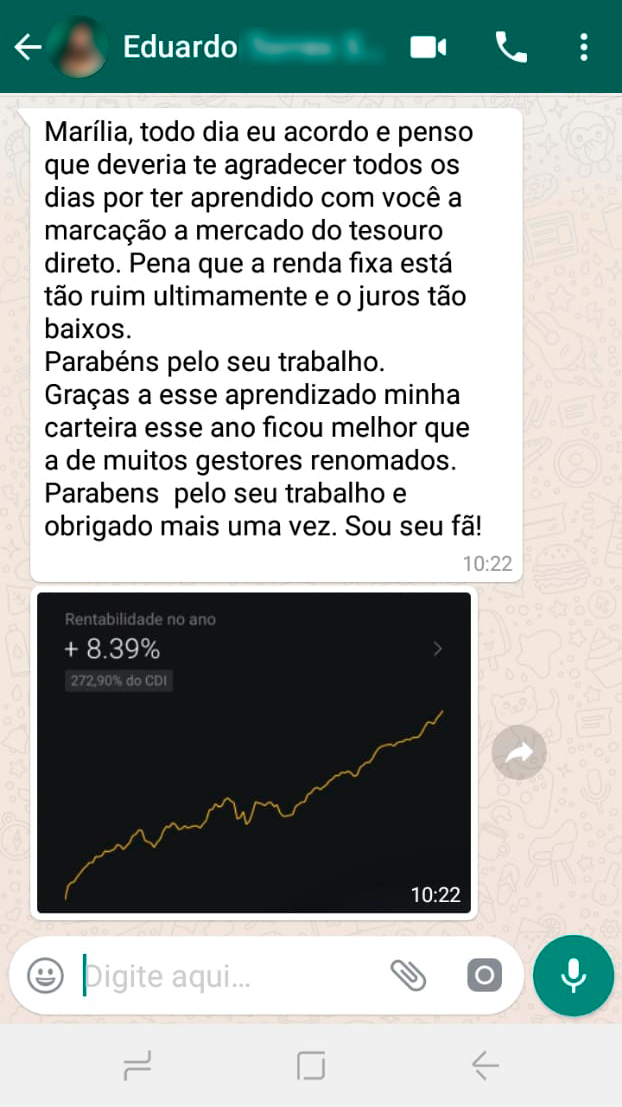 Eduardo
Marília, todo dia eu acordo e penso
que deveria te agradecer todos os
dias por ter aprendido com você a
marcação a mercado do tesouro
direto. Pena que a renda fixa está
tão ruim ultimamente e o juros tão
baixos.
Parabéns pelo seu trabalho.
Graças a esse aprendizado minha
carteira esse ano ficou melhor que
a de muitos gestores renomados.
Parabens  pelo seu trabalho e
obrigado mais uma vez. Sou seu fã!
10:22
Rentabilidade no ano
+ 8.39%
272,90% do CDI
10:22
Digite aqui...